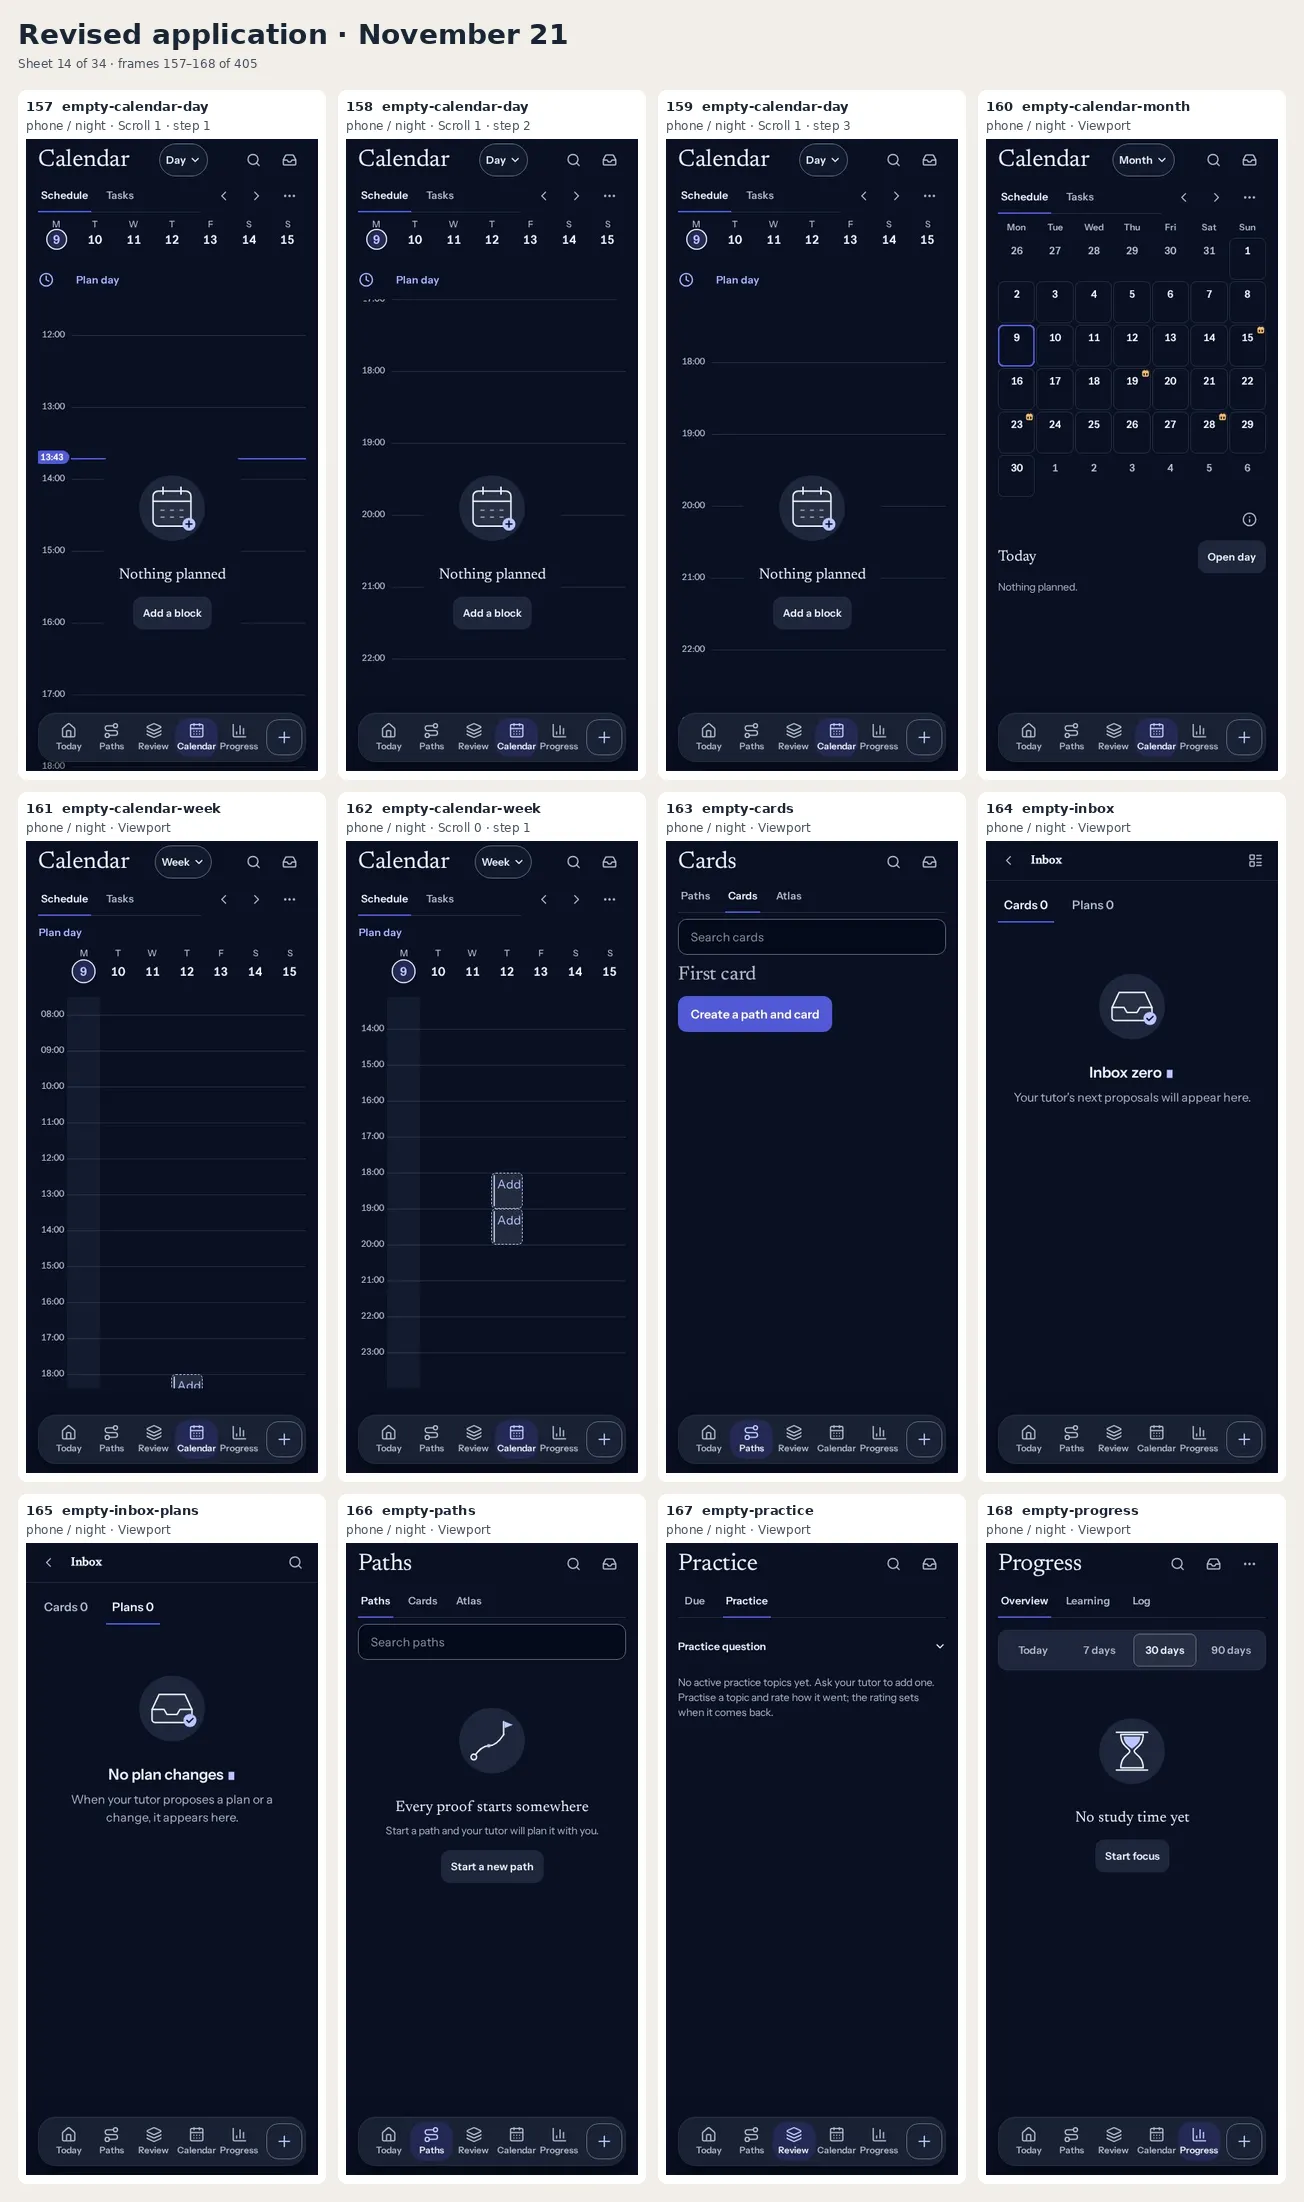 Revised application · November 21
Sheet 14 of 34 · frames 157–168 of 405
157 empty-calendar-day
phone / night · Scroll 1 · step 1
Calendar
Day
Schedule Tasks
M T W T F S S
9 10 11 12 13 14 15
Plan day
12:00
13:00
13:43
14:00
15:00
Nothing planned
Add a block
16:00
17:00
Today Paths Review Calendar Progress
18:00
158 empty-calendar-day
phone / night · Scroll 1 · step 2
Calendar
Day
Schedule Tasks
M T W T F S S
9 10 11 12 13 14 15
Plan day
17:00
18:00
19:00
20:00
Nothing planned
21:00
Add a block
22:00
Today Paths Review Calendar Progress
159 empty-calendar-day
phone / night · Scroll 1 · step 3
Calendar
Day
Schedule Tasks
M T W T F S S
9 10 11 12 13 14 15
Plan day
18:00
19:00
20:00
Nothing planned
21:00
Add a block
22:00
Today Paths Review Calendar Progress
160 empty-calendar-month
phone / night · Viewport
Calendar
Month
Schedule Tasks
Mon Tue Wed Thu Fri Sat Sun
26 27 28 29 30 31 1
2 3 4 5 6 7 8
9 10 11 12 13 14 15
16 17 18 19 20 21 22
23 24 25 26 27 28 29
30 1 2 3 4 5 6
Today
Open day
Nothing planned.
Today Paths Review Calendar Progress
161 empty-calendar-week
phone / night · Viewport
Calendar
Week
Schedule Tasks
Plan day
M T W T F S S
9 10 11 12 13 14 15
08:00
09:00
10:00
11:00
12:00
13:00
14:00
15:00
16:00
17:00
18:00
Add
Today Paths Review Calendar Progress
162 empty-calendar-week
phone / night · Scroll 0 · step 1
Calendar
Week
Schedule Tasks
Plan day
M T W T F S S
9 10 11 12 13 14 15
14:00
15:00
16:00
17:00
18:00
Add
19:00
Add
20:00
21:00
22:00
23:00
Today Paths Review Calendar Progress
163 empty-cards
phone / night · Viewport
Cards
Paths Cards Atlas
Search cards
First card
Create a path and card
Today Paths Review Calendar Progress
164 empty-inbox
phone / night · Viewport
Inbox
Cards 0 Plans 0
Inbox zero
Your tutor's next proposals will appear here.
Today Paths Review Calendar Progress
165 empty-inbox-plans
phone / night · Viewport
Inbox
Cards 0 Plans 0
No plan changes
When your tutor proposes a plan or a
change, it appears here.
Today Paths Review Calendar Progress
166 empty-paths
phone / night · Viewport
Paths
Paths Cards Atlas
Search paths
Every proof starts somewhere
Start a path and your tutor will plan it with you.
Start a new path
Today Paths Review Calendar Progress
167 empty-practice
phone / night · Viewport
Practice
Due Practice
Practice question
No active practice topics yet. Ask your tutor to add one.
Practise a topic and rate how it went; the rating sets
when it comes back.
Today Paths Review Calendar Progress
168 empty-progress
phone / night · Viewport
Progress
Overview Learning Log
Today 7 days 30 days 90 days
No study time yet
Start focus
Today Paths Review Calendar Progress